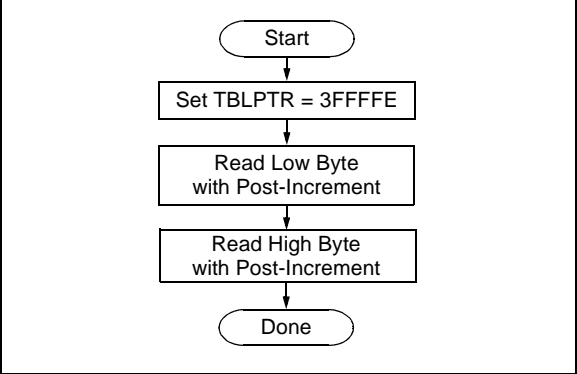 Start
Set TBLPTR = 3FFFFE
Read Low Byte
with Post-Increment
Read High Byte
with Post-Increment
Done